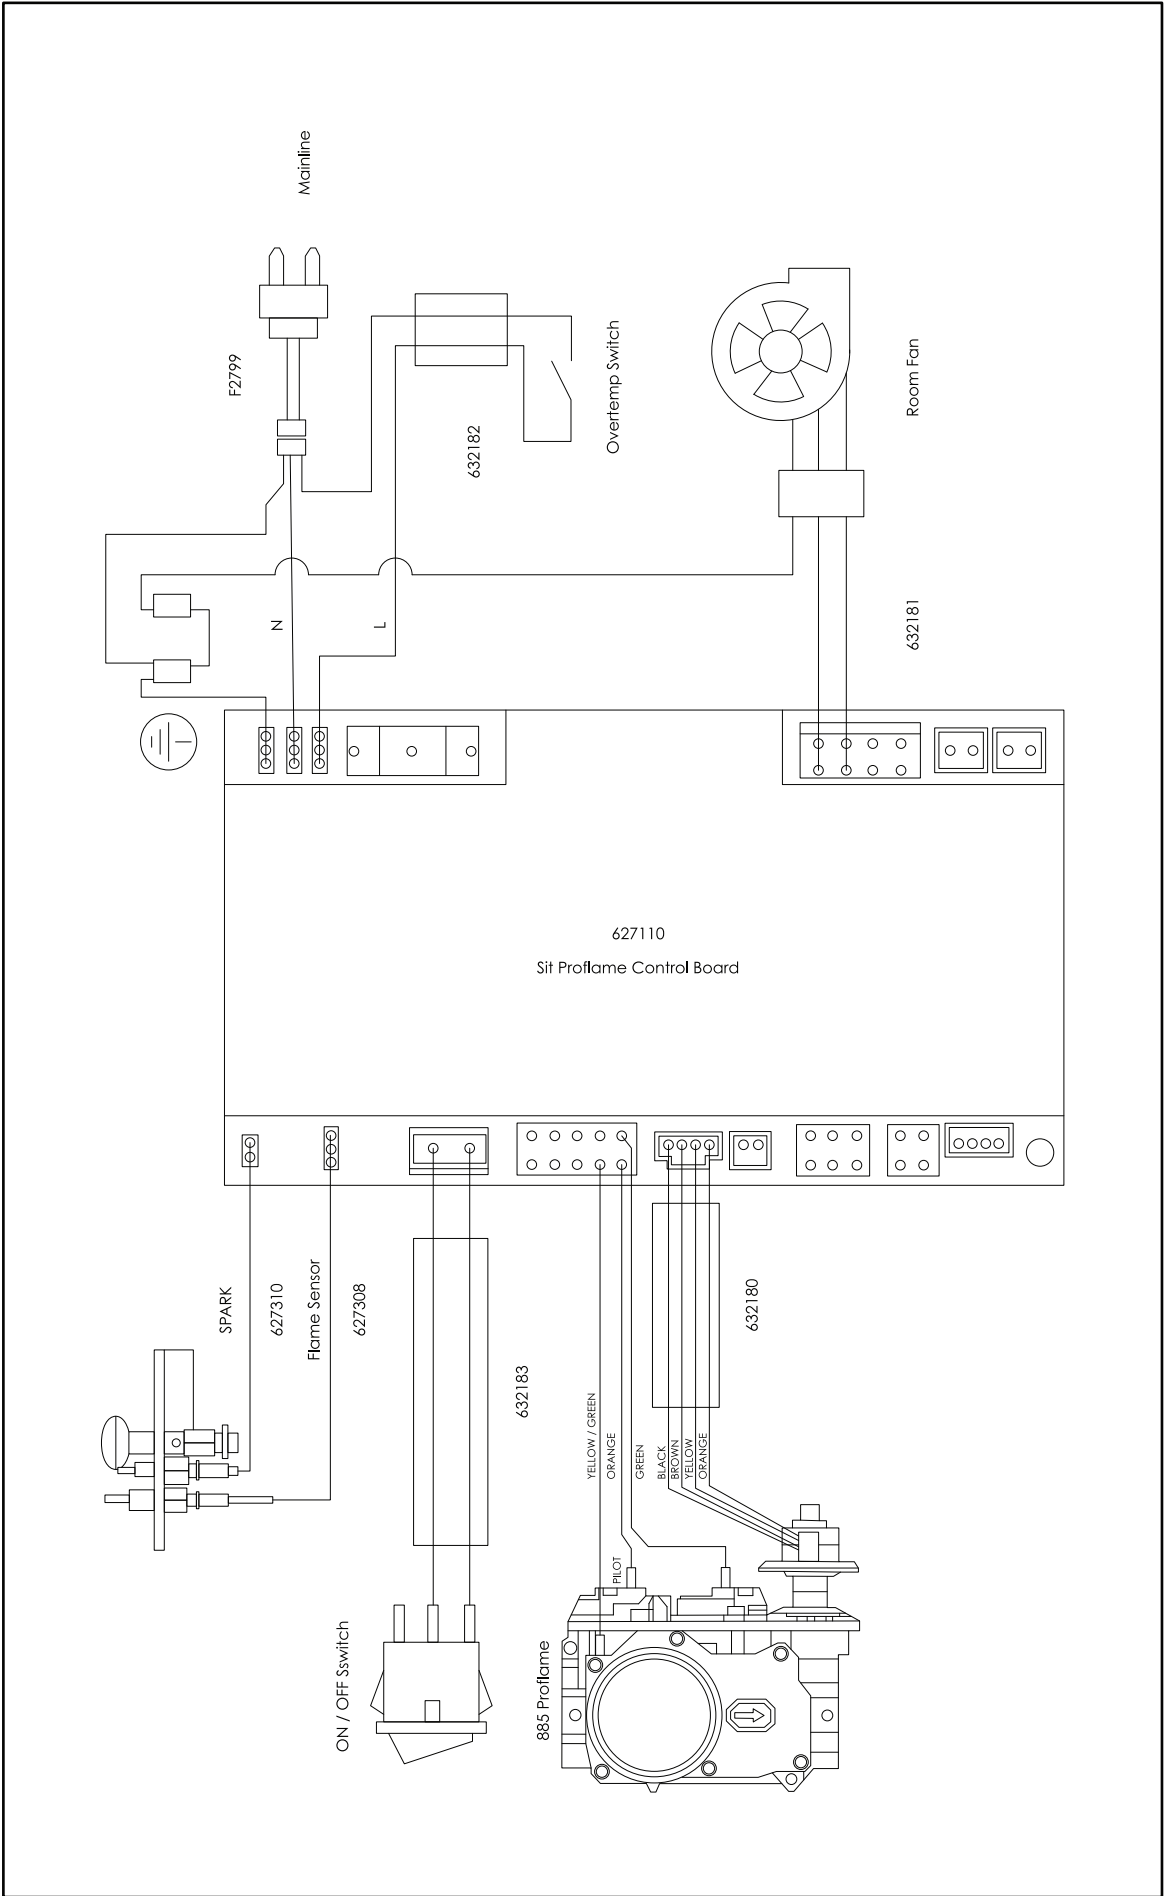 Mainline
F2799
632182
Overtemp Switch
Room Fan
N
L
632181
627110
Sit Proflame Control Board
SPARK
627310
Flame Sensor
627308
632183
632180
YELLOW / GREEN
ORANGE
GREEN
BLACK
BROWN
YELLOW
ORANGE
PILOT
ON / OFF Sswitch
885 Proflame